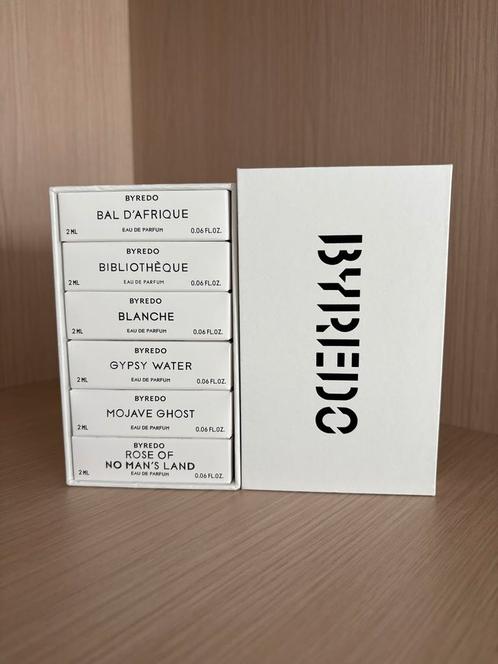 BYREDO
BAL D'AFRIQUE
2 ML EAU DE PARFUM 0.06 FL.OZ.
BYREDO
BIBLIOTHÈQUE
2 ML EAU DE PARFUM 0.06 FL.OZ.
BYREDO
BLANCHE
2 ML EAU DE PARFUM 0.06 FL.OZ.
BYREDO
GYPSY WATER
2 ML EAU DE PARFUM 0.06 FL.OZ.
BYREDO
MOJAVE GHOST
2 ML EAU DE PARFUM 0.06 FL.OZ.
BYREDO
ROSE OF
NO MAN'S LAND
2 ML EAU DE PARFUM 0.06 FL.OZ.
BYREDO